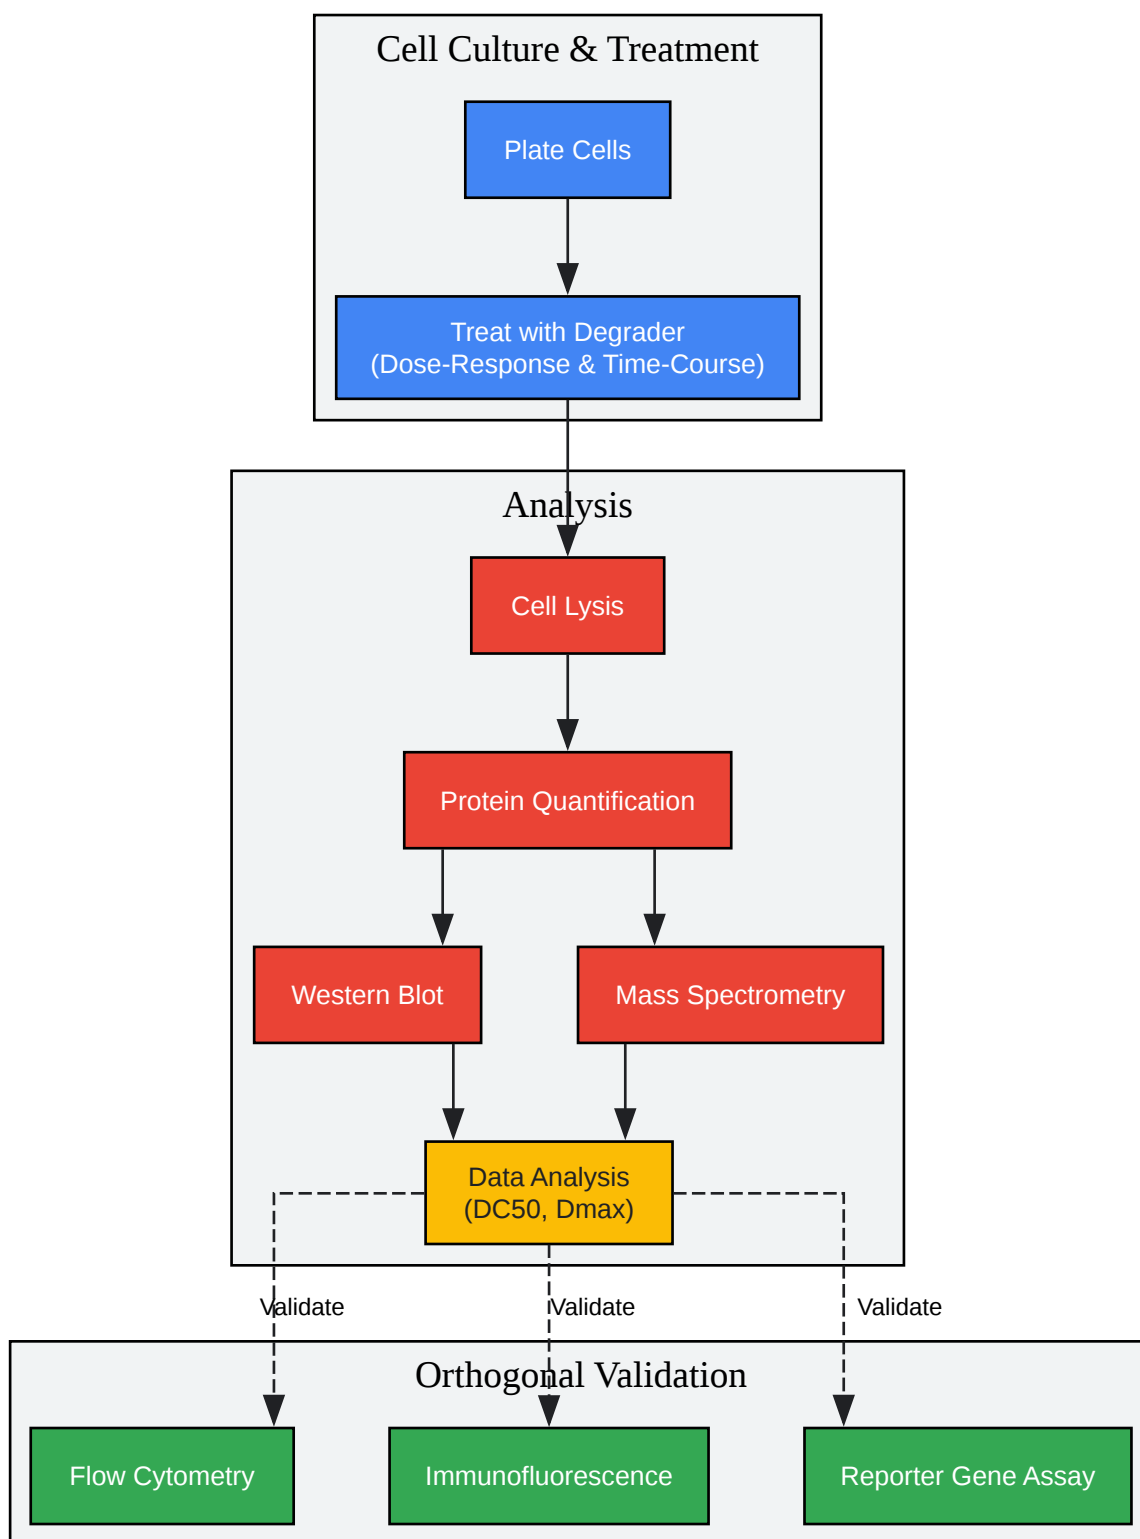 Cell Culture & Treatment
Plate Cells
Treat with Degrader
(Dose-Response & Time-Course)
Analysis
Cell Lysis
Protein Quantification
Western Blot
Mass Spectrometry
Data Analysis
(DC50, Dmax)
Validate
Validate
Validate
Orthogonal Validation
Flow Cytometry
Immunofluorescence
Reporter Gene Assay